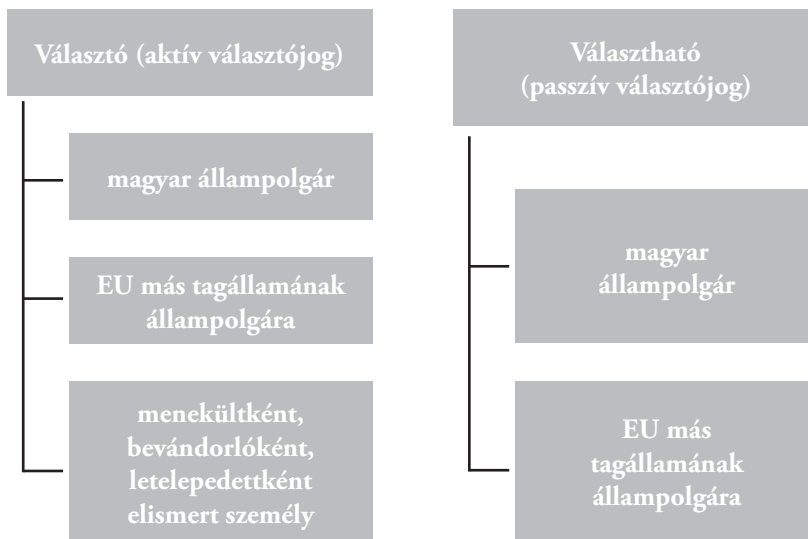 Választó (aktív választójog)
magyar állampolgár
EU más tagállamának
állampolgára
menekültként,
bevándorlóként,
letelepedettként
elismert személy
Választható
(passzív választójog)
magyar
állampolgár
EU más
tagállamának
állampolgára